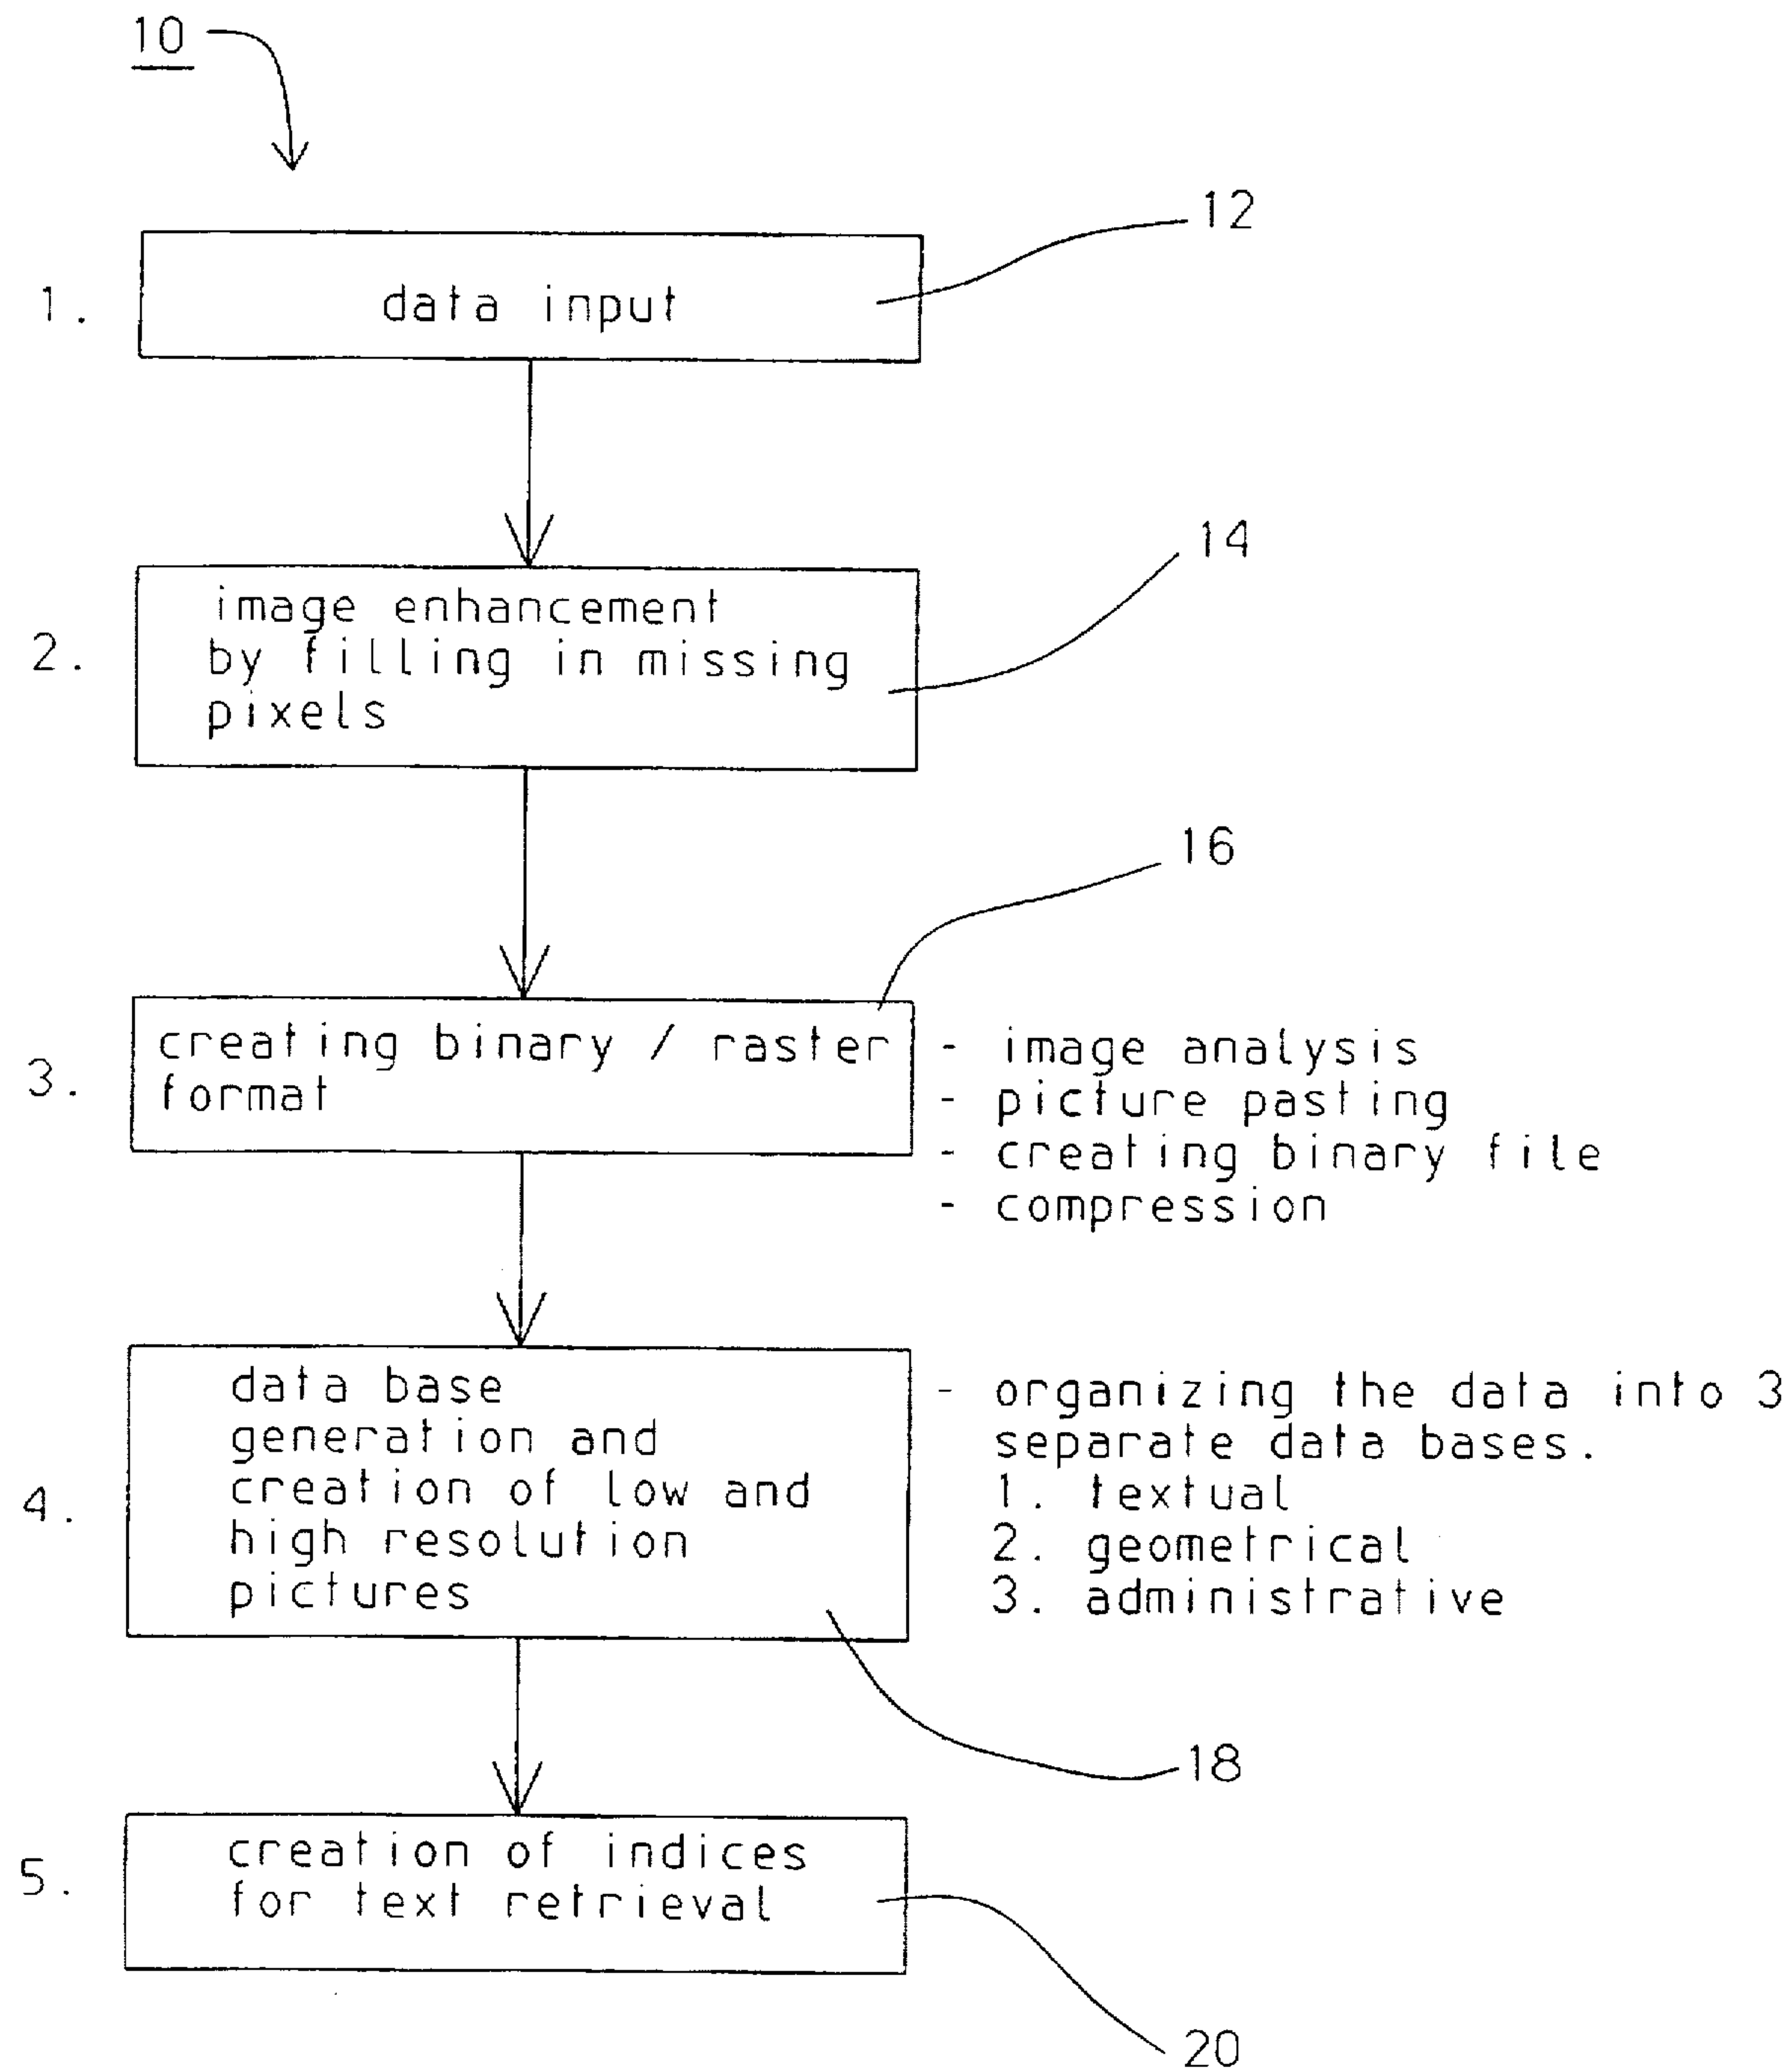 10
12
1. data input
14
2. image enhancement
by filling in missing
pixels
16
3. creating binary / raster
format
- image analysis
- picture pasting
- creating binary file
- compression
4. data base
generation and
creation of low and
high resolution
pictures
- organizing the data into 3
separate data bases.
1. textual
2. geometrical
3. administrative
18
5. creation of indices
for text retrieval
20